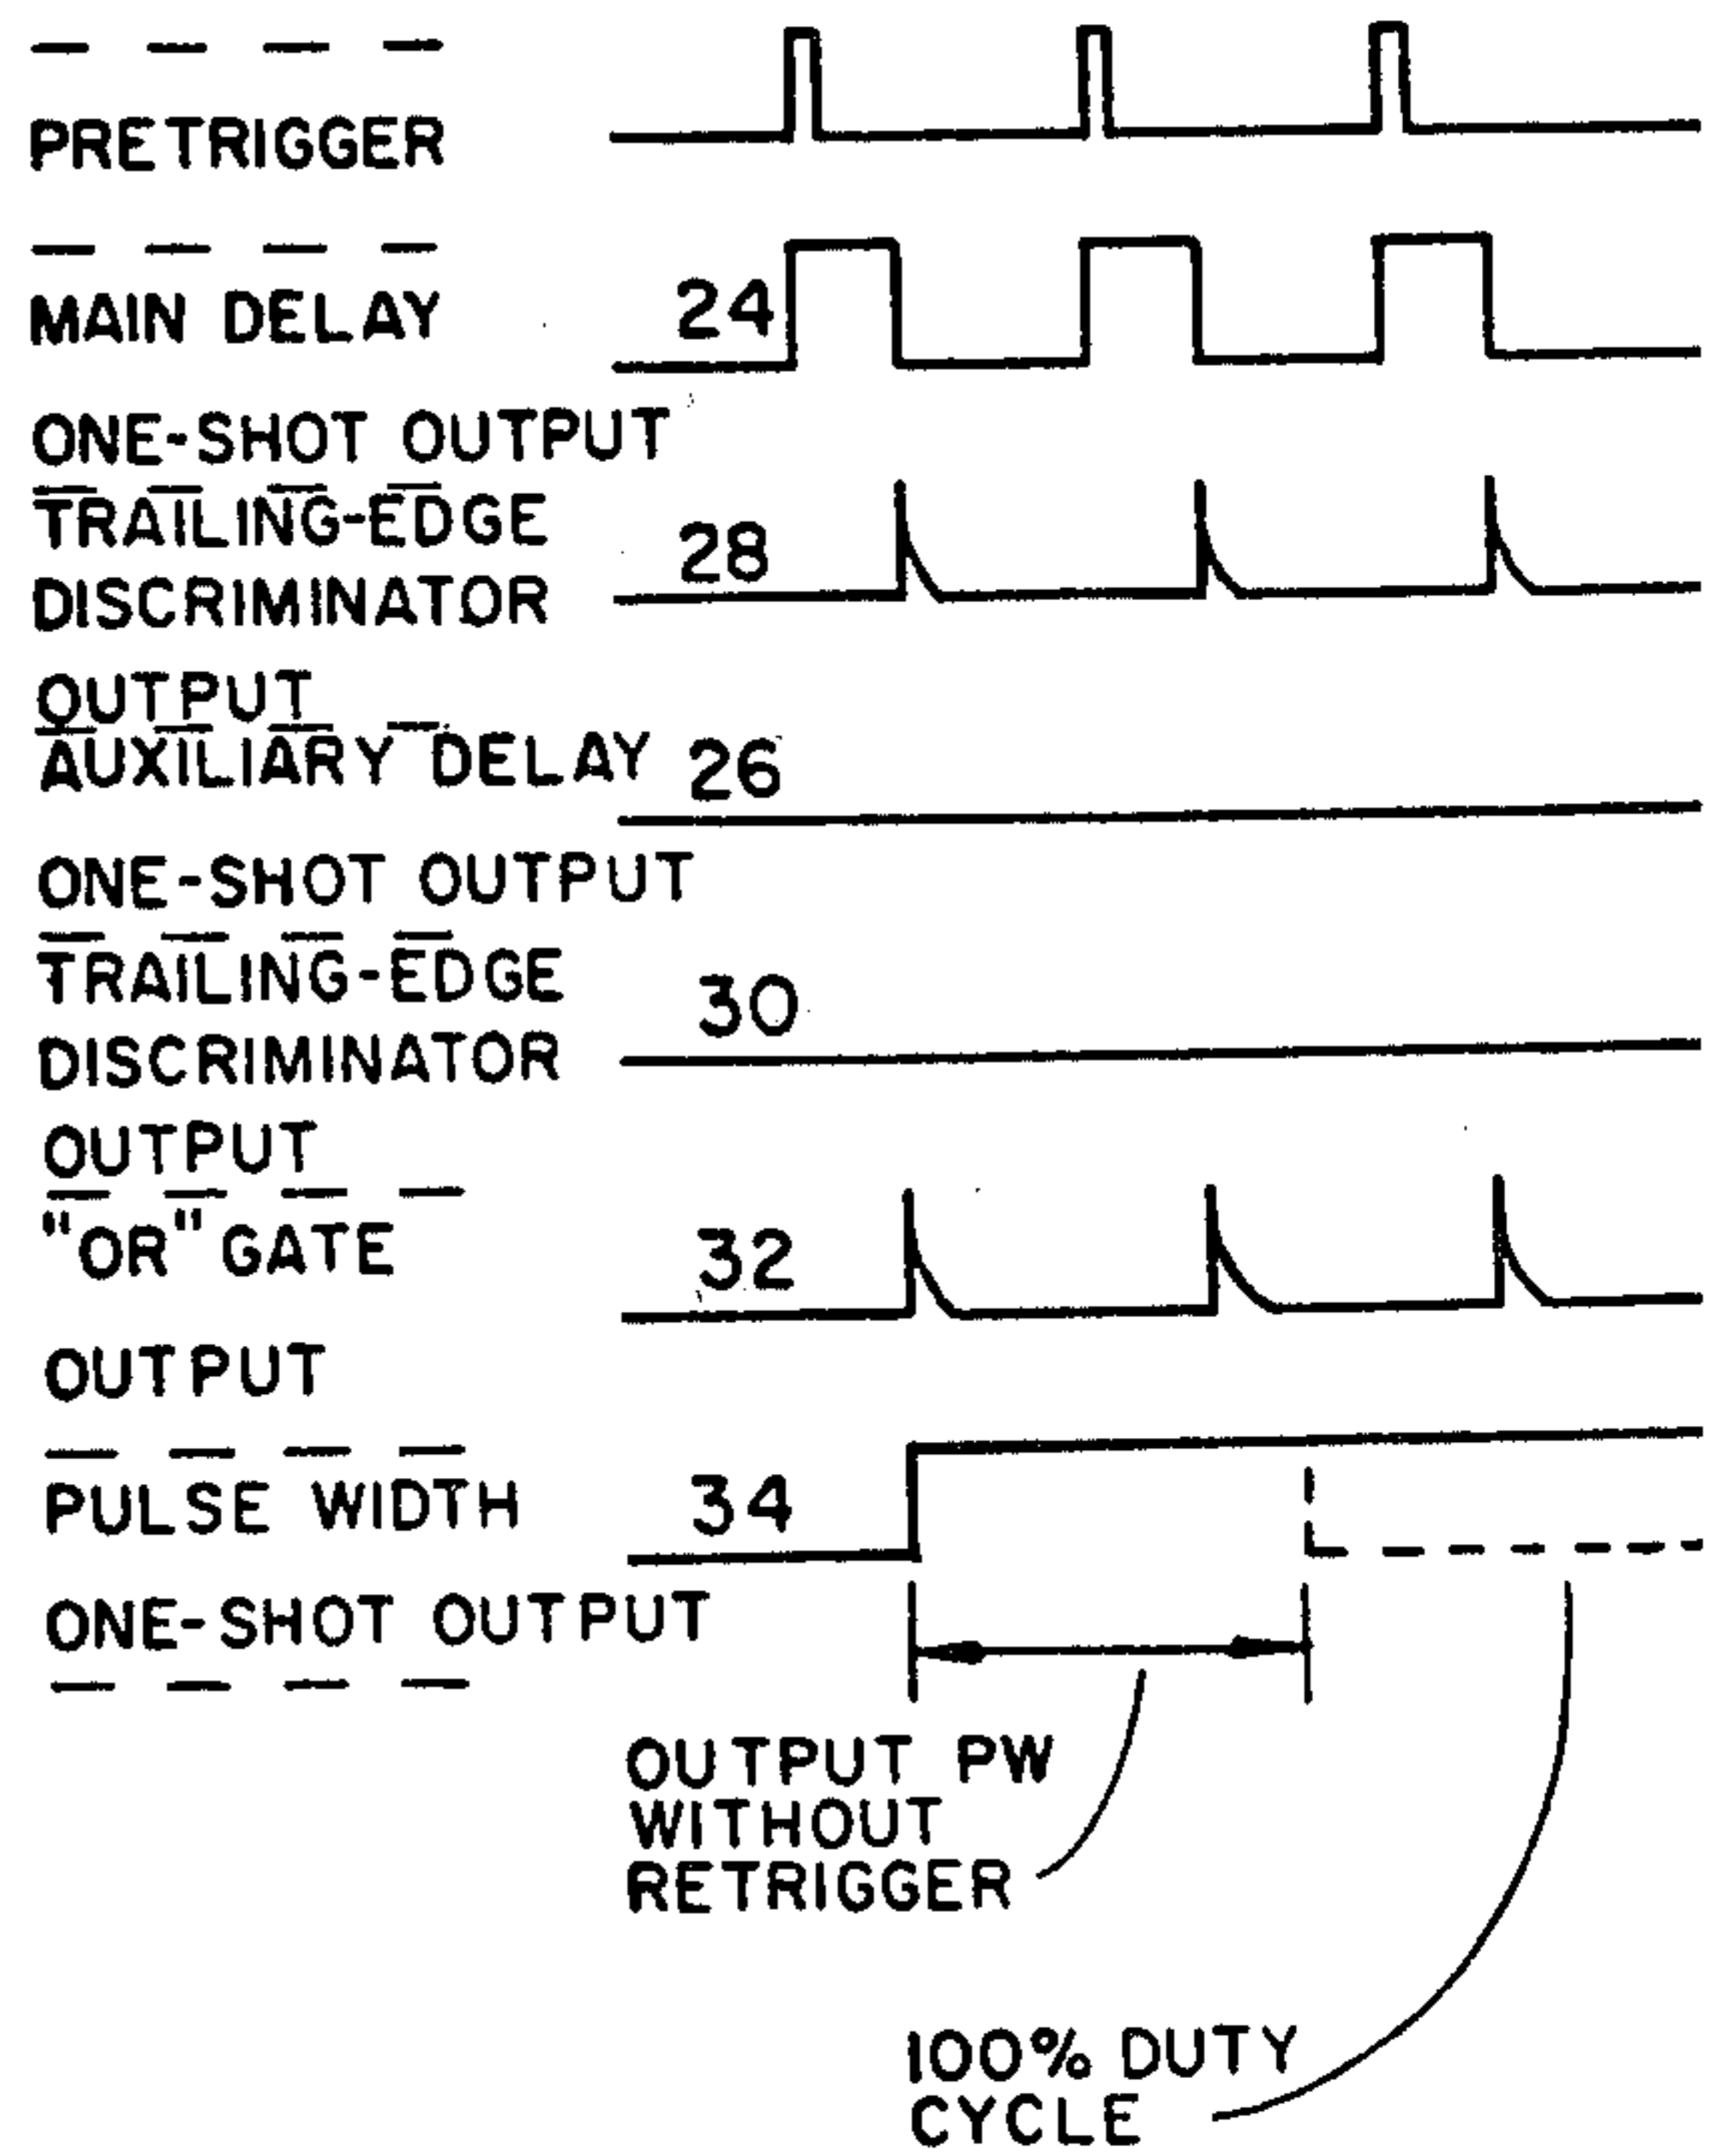 PRETRIGGER
MAIN DELAY 24
ONE-SHOT OUTPUT
TRAILING-EDGE
DISCRIMINATOR 28
OUTPUT
AUXILIARY DELAY 26
ONE-SHOT OUTPUT
TRAILING-EDGE
DISCRIMINATOR 30
OUTPUT
"OR" GATE 32
OUTPUT
PULSE WIDTH 34
ONE-SHOT OUTPUT
OUTPUT PW
WITHOUT
RETRIGGER
100% DUTY
CYCLE